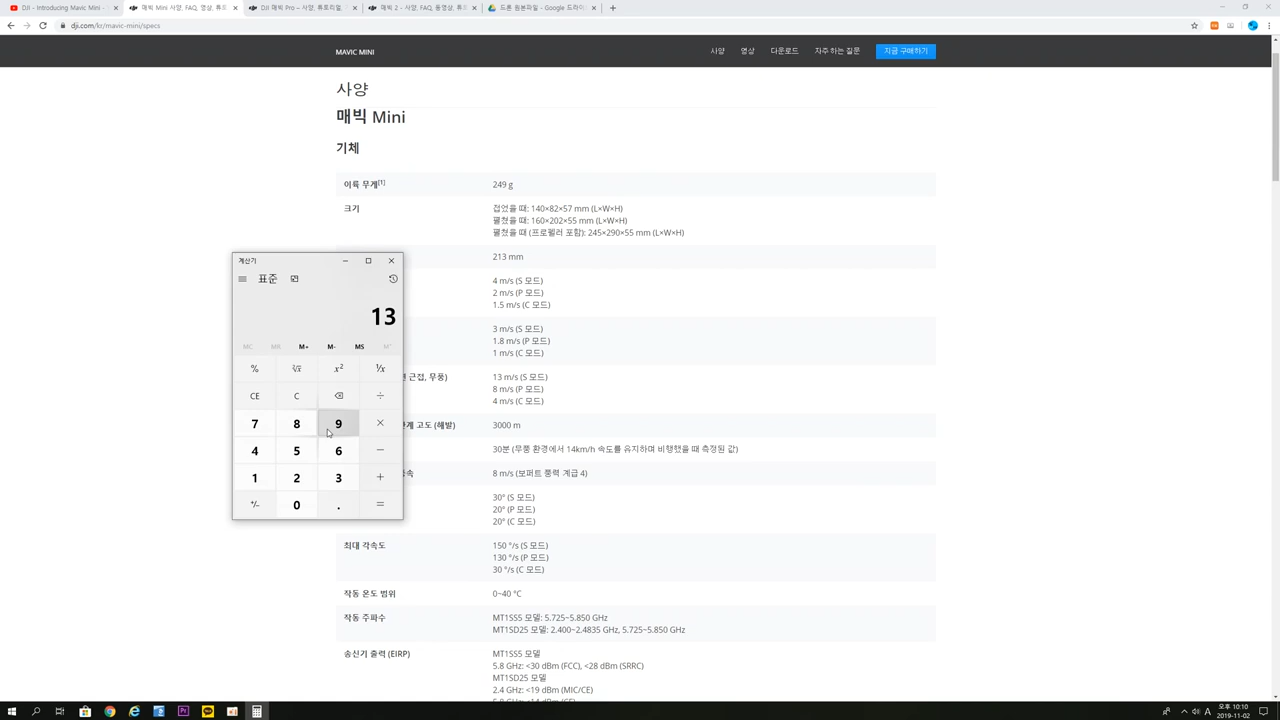 DJI - Introducing Mavic Mini -
매빅 Mini 사양, FAQ, 영상, 튜토
DJI 매빅 Pro – 사양, 튜토리얼,
매빅 2 - 사양, FAQ, 동영상, 튜토
드론 원본파일 - Google 드라이
dji.com/kr/mavic-mini/specs
MAVIC MINI
사양
영상
다운로드
자주 하는 질문
지금 구매하기
사양
매빅 Mini
기체
이륙 무게[1]
249 g
크기
접었을 때: 140×82×57 mm (L×W×H)
펼쳤을 때: 160×202×55 mm (L×W×H)
펼쳤을 때 (프로펠러 포함): 245×290×55 mm (L×W×H)
213 mm
4 m/s (S 모드)
2 m/s (P 모드)
1.5 m/s (C 모드)
3 m/s (S 모드)
1.8 m/s (P 모드)
1 m/s (C 모드)
근접, 무풍)
13 m/s (S 모드)
8 m/s (P 모드)
4 m/s (C 모드)
계 고도 (해발)
3000 m
30분 (무풍 환경에서 14km/h 속도를 유지하며 비행했을 때 측정된 값)
속
8 m/s (보퍼트 풍력 계급 4)
30° (S 모드)
20° (P 모드)
20° (C 모드)
최대 각속도
150 °/s (S 모드)
130 °/s (P 모드)
30 °/s (C 모드)
작동 온도 범위
0~40 °C
작동 주파수
MT1SS5 모델: 5.725~5.850 GHz
MT1SD25 모델: 2.400~2.4835 GHz, 5.725~5.850 GHz
송신기 출력 (EIRP)
MT1SS5 모델
5.8 GHz: <30 dBm (FCC), <28 dBm (SRRC)
MT1SD25 모델
2.4 GHz: <19 dBm (MIC/CE)
5.8 GHz: <14 dBm (CE)
계산기
표준
13
MC MR M+ M- MS M˅
% ²√x x² ¹⁄x
CE C ⌫ ÷
7 8 9 ×
4 5 6 −
1 2 3 +
+/- 0 . =
A
오후 10:10
2019-11-02